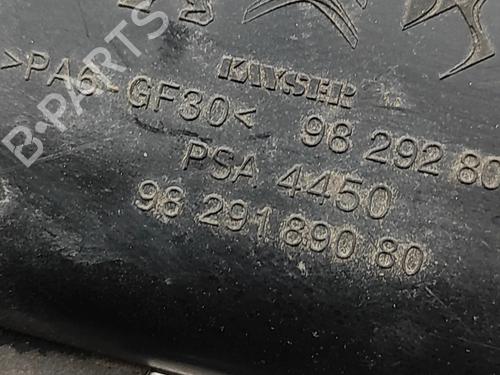 KAYSER
>PA6-GF30< 98 292 80
PSA 4450
98 291 890 80
B-PARTS